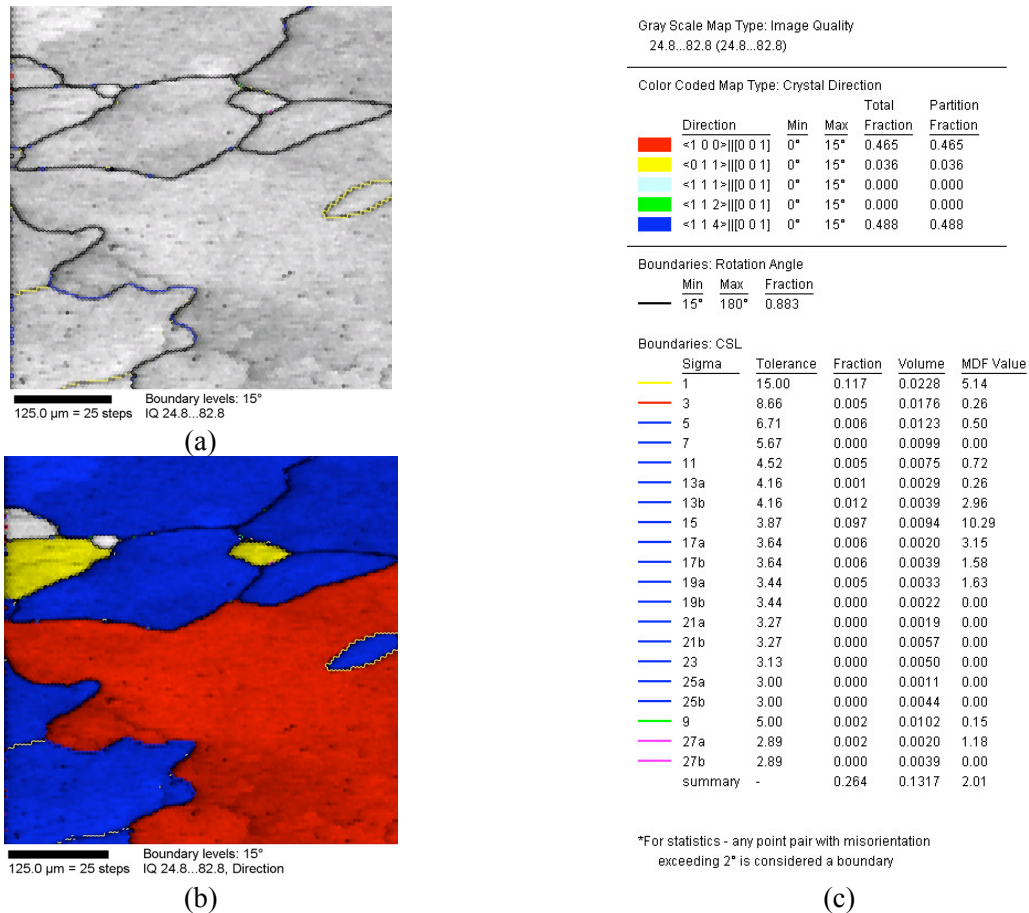 Boundary levels: 15°
125.0 µm = 25 steps IQ 24.8...82.8
(a)
Boundary levels: 15°
125.0 µm = 25 steps IQ 24.8...82.8, Direction
(b)
Gray Scale Map Type: Image Quality
24.8...82.8 (24.8...82.8)
Color Coded Map Type: Crystal Direction
Total Partition
Direction Min Max Fraction Fraction
<1 0 0>||[0 0 1] 0° 15° 0.465 0.465
<0 1 1>||[0 0 1] 0° 15° 0.036 0.036
<1 1 1>||[0 0 1] 0° 15° 0.000 0.000
<1 1 2>||[0 0 1] 0° 15° 0.000 0.000
<1 1 4>||[0 0 1] 0° 15° 0.488 0.488
Boundaries: Rotation Angle
Min Max Fraction
15° 180° 0.883
Boundaries: CSL
Sigma Tolerance Fraction Volume MDF Value
1 15.00 0.117 0.0228 5.14
3 8.66 0.005 0.0176 0.26
5 6.71 0.006 0.0123 0.50
7 5.67 0.000 0.0099 0.00
11 4.52 0.005 0.0075 0.72
13a 4.16 0.001 0.0029 0.26
13b 4.16 0.012 0.0039 2.96
15 3.87 0.097 0.0094 10.29
17a 3.64 0.006 0.0020 3.15
17b 3.64 0.006 0.0039 1.58
19a 3.44 0.005 0.0033 1.63
19b 3.44 0.000 0.0022 0.00
21a 3.27 0.000 0.0019 0.00
21b 3.27 0.000 0.0057 0.00
23 3.13 0.000 0.0050 0.00
25a 3.00 0.000 0.0011 0.00
25b 3.00 0.000 0.0044 0.00
9 5.00 0.002 0.0102 0.15
27a 2.89 0.002 0.0020 1.18
27b 2.89 0.000 0.0039 0.00
summary - 0.264 0.1317 2.01
*For statistics - any point pair with misorientation
exceeding 2° is considered a boundary
(c)